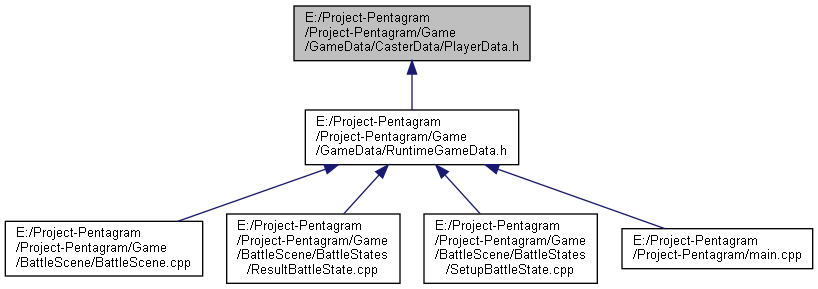 E:/Project-Pentagram
/Project-Pentagram/Game
/GameData/CasterData/PlayerData.h
E:/Project-Pentagram
/Project-Pentagram/Game
/GameData/RuntimeGameData.h
E:/Project-Pentagram
/Project-Pentagram/Game
/BattleScene/BattleScene.cpp
E:/Project-Pentagram
/Project-Pentagram/Game
/BattleScene/BattleStates
/ResultBattleState.cpp
E:/Project-Pentagram
/Project-Pentagram/Game
/BattleScene/BattleStates
/SetupBattleState.cpp
E:/Project-Pentagram
/Project-Pentagram/main.cpp